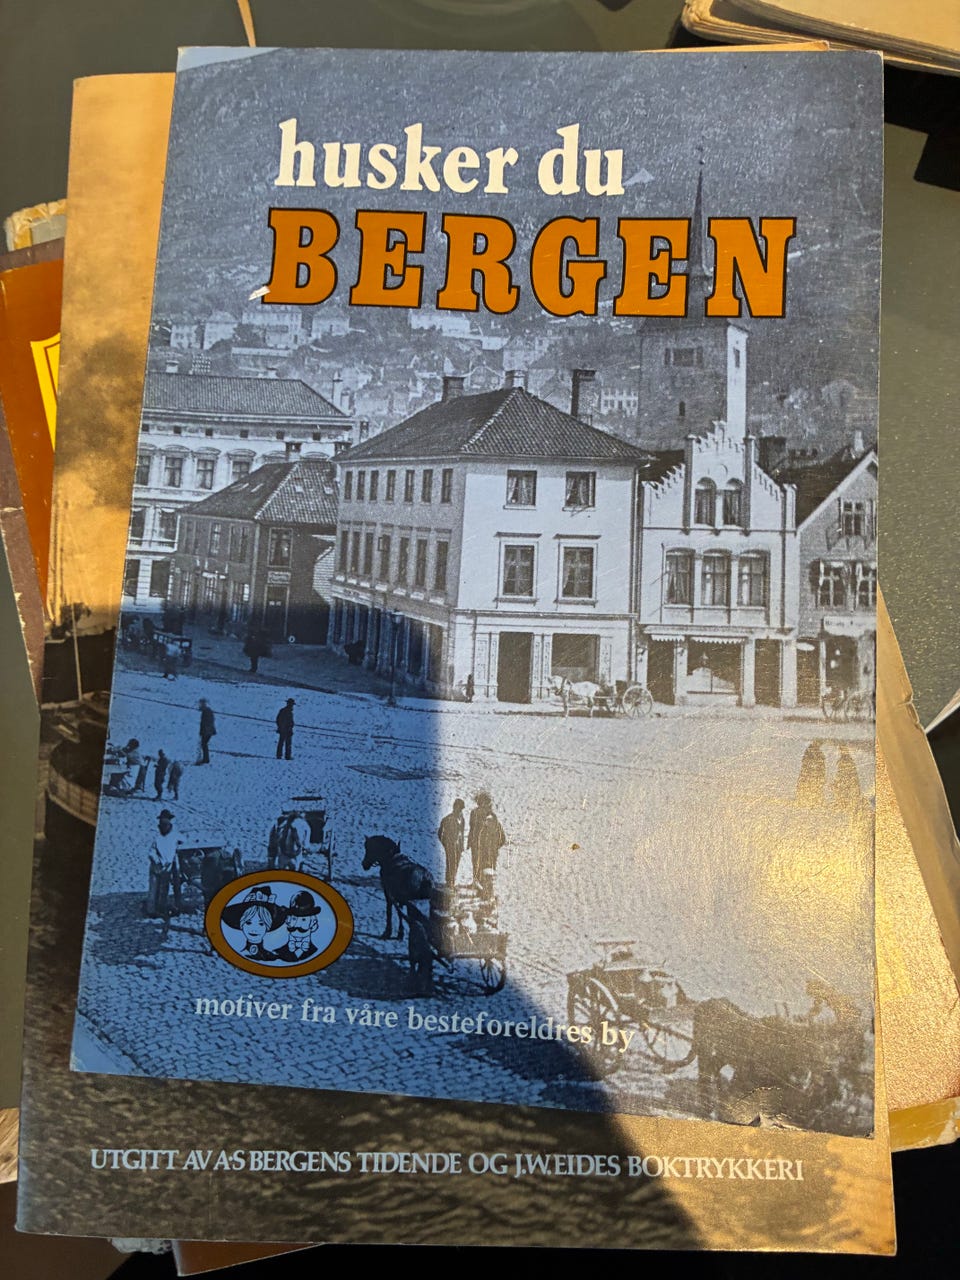 husker du
BERGEN
motiver fra våre besteforeldres by
UTGITT AV A·S BERGENS TIDENDE OG J.W.EIDES BOKTRYKKERI